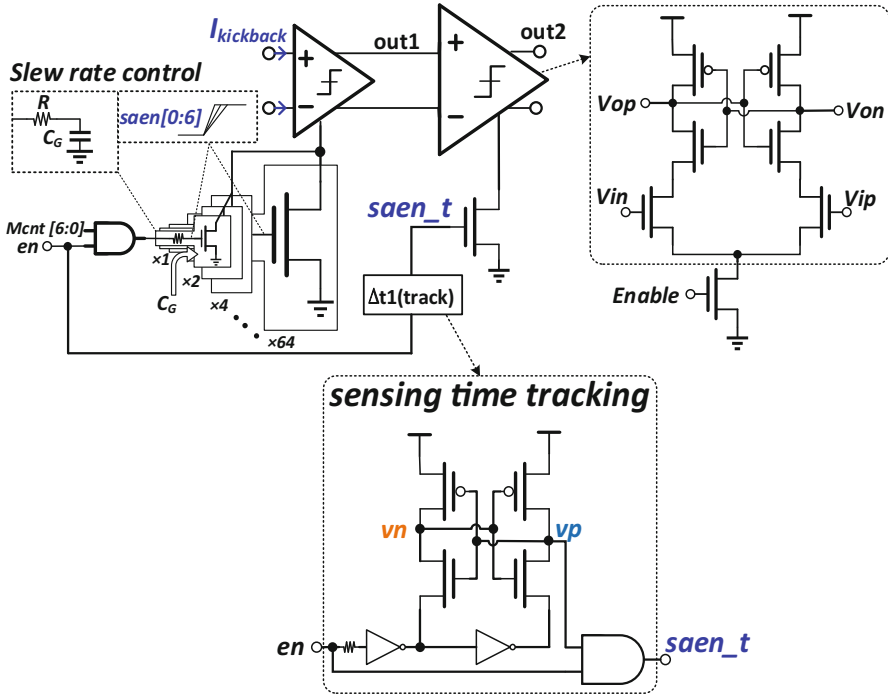 I_kickback
+
−
out1
+
−
out2
Slew rate control
R
C_G
saen[0:6]
Mcnt [6:0]
en
×1
×2
×4
×64
C_G
saen_t
Δt1(track)
Vop
Von
Vin
Vip
Enable
sensing time tracking
vn
vp
en
saen_t